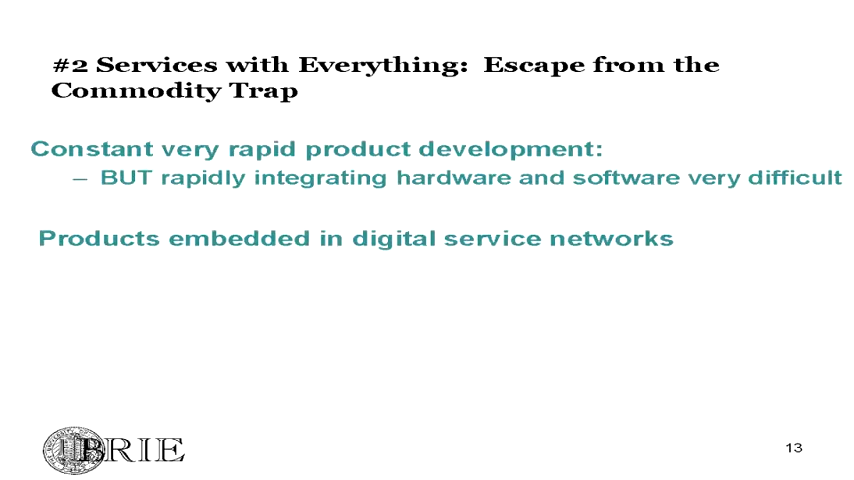 #2 Services with Everything: Escape from the
Commodity Trap
Constant very rapid product development:
– BUT rapidly integrating hardware and software very difficult
Products embedded in digital service networks
BRIE
13